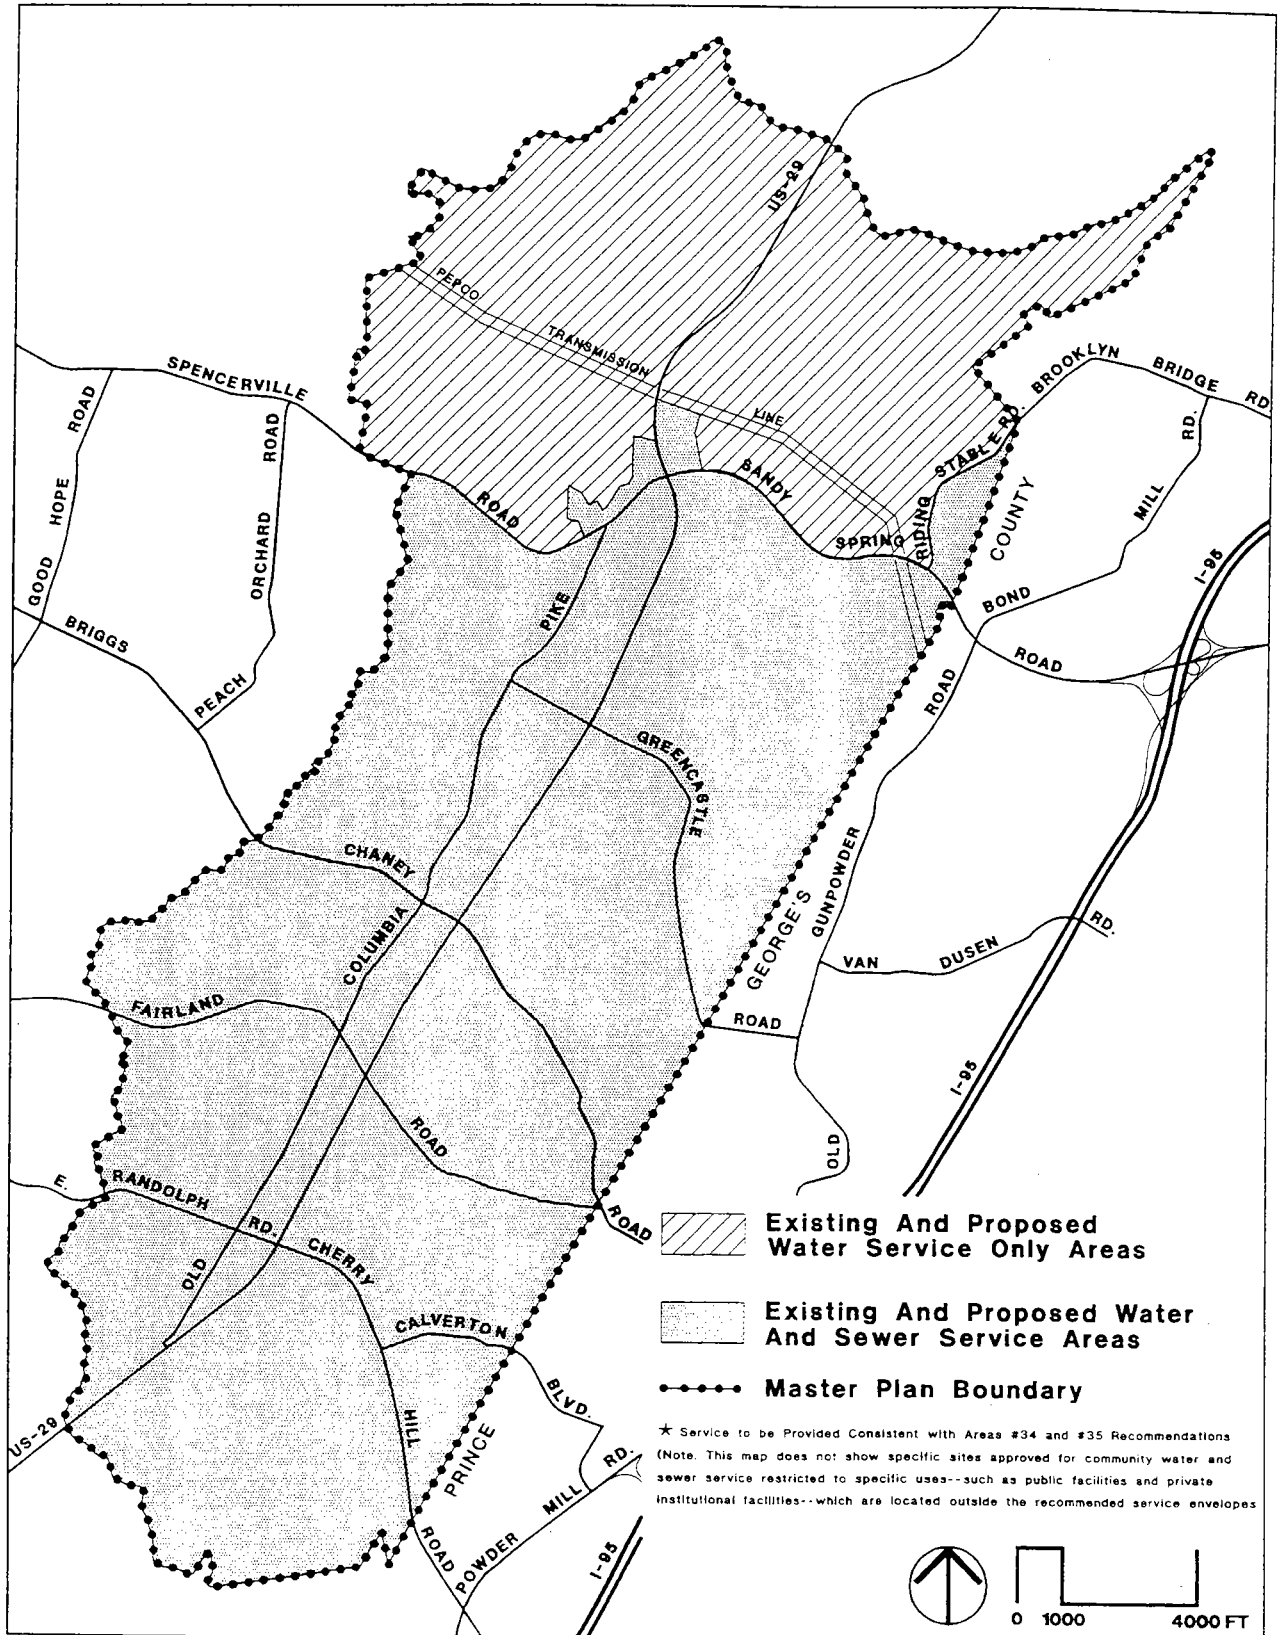 US-29
PEPCO
TRANSMISSION
LINE
SPENCERVILLE
ROAD
GOOD HOPE ROAD
ORCHARD ROAD
PEACH
BRIGGS
CHANEY
ROAD
SANDY
SPRING
ROAD
RIDING
STABLE RD.
BROOKLYN
BRIDGE
RD.
MILL
RD.
BOND
I-95
PIKE
COLUMBIA
OLD
GREENCASTLE
ROAD
PRINCE
GEORGE'S
COUNTY
OLD
GUNPOWDER
ROAD
VAN
DUSEN
RD.
I-95
FAIRLAND
ROAD
E.
RANDOLPH
RD.
CHERRY
HILL
ROAD
CALVERTON
BLVD.
US-29
POWDER
MILL
RD.
I-95
Existing And Proposed
Water Service Only Areas
Existing And Proposed Water
And Sewer Service Areas
Master Plan Boundary
★ Service to be Provided Consistent with Areas #34 and #35 Recommendations
(Note. This map does not show specific sites approved for community water and
sewer service restricted to specific uses--such as public facilities and private
institutional facilities--which are located outside the recommended service envelopes
0 1000 4000 FT